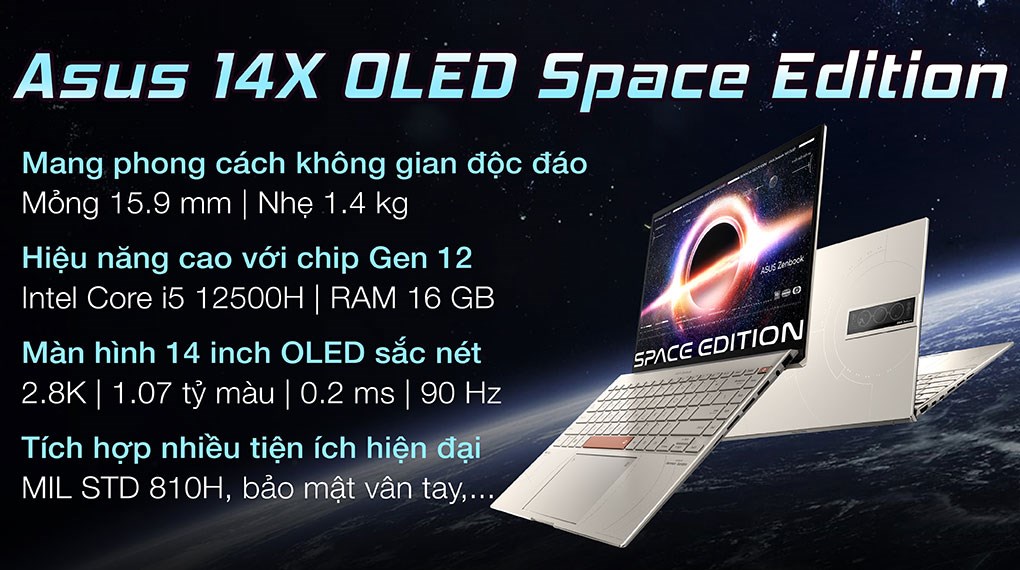 Asus 14X OLED Space Edition
Mang phong cách không gian độc đáo
Mỏng 15.9 mm | Nhẹ 1.4 kg
Hiệu năng cao với chip Gen 12
Intel Core i5 12500H | RAM 16 GB
Màn hình 14 inch OLED sắc nét
2.8K | 1.07 tỷ màu | 0.2 ms | 90 Hz
Tích hợp nhiều tiện ích hiện đại
MIL STD 810H, bảo mật vân tay,...
ASUS Zenbook
SPACE EDITION